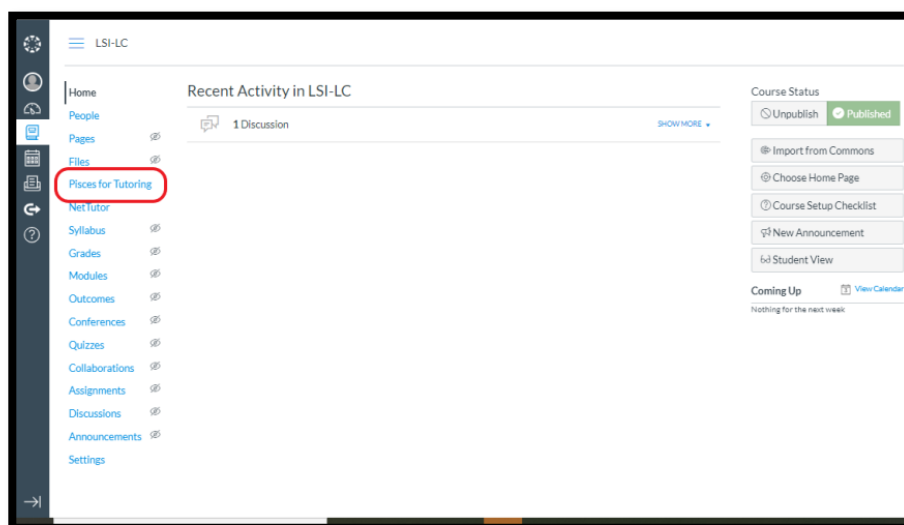 LSI-LC
Home
People
Pages
Files
Pisces for Tutoring
NetTutor
Syllabus
Grades
Modules
Outcomes
Conferences
Quizzes
Collaborations
Assignments
Discussions
Announcements
Settings
Recent Activity in LSI-LC
1 Discussion
SHOW MORE
Course Status
Unpublish
Published
Import from Commons
Choose Home Page
Course Setup Checklist
New Announcement
Student View
Coming Up
View Calendar
Nothing for the next week